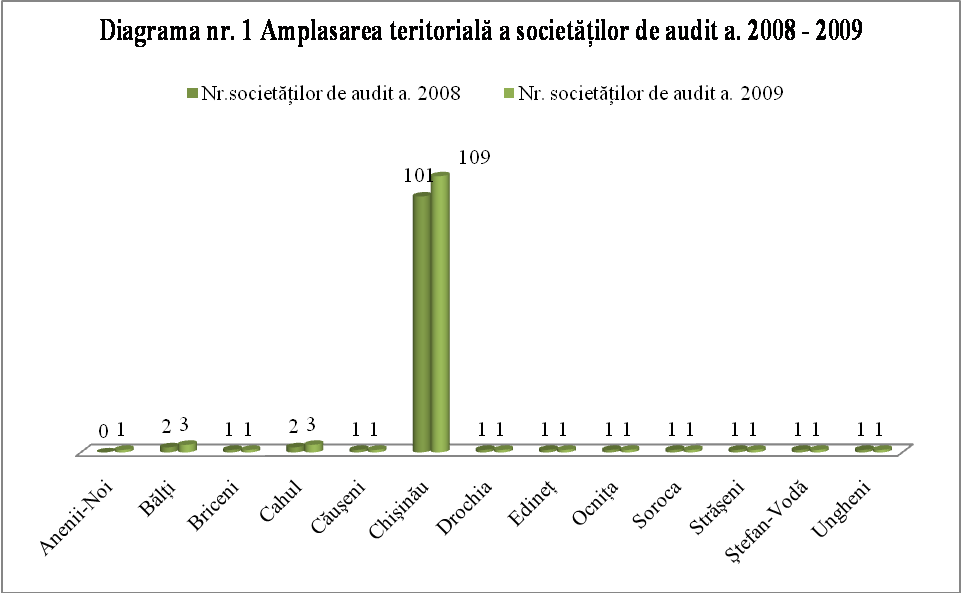 Diagrama nr. 1 Amplasarea teritorială a societăților de audit a. 2008 - 2009
Nr.societăților de audit a. 2008 Nr. societăților de audit a. 2009
109
101
0 1 2 3 1 1 2 3 1 1 1 1 1 1 1 1 1 1 1 1 1 1 1 1
Anenii-Noi
Bălți
Briceni
Cahul
Căușeni
Chișinău
Drochia
Edineț
Ocnița
Soroca
Strășeni
Ștefan-Vodă
Ungheni